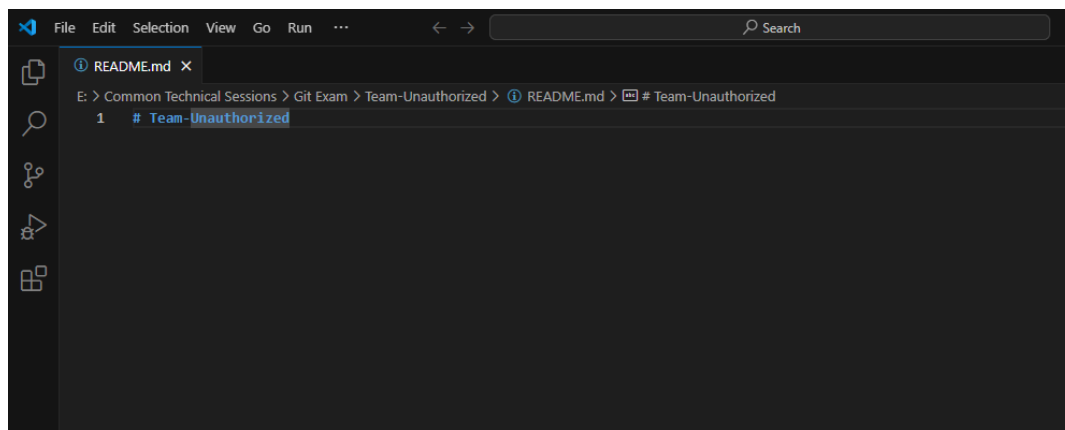 File Edit Selection View Go Run ··· ← → Search
README.md ×
E: > Common Technical Sessions > Git Exam > Team-Unauthorized > README.md > # Team-Unauthorized
1 # Team-Unauthorized